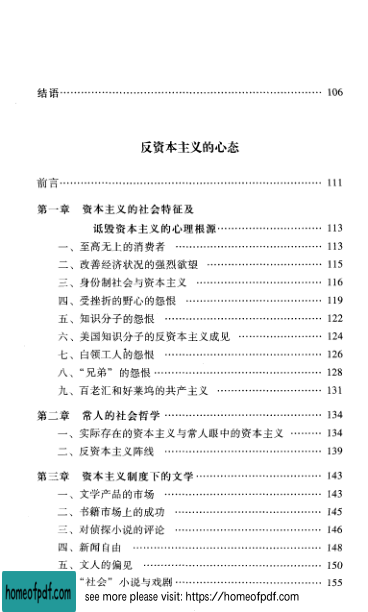 结语………………………………………………… 106
反资本主义的心态
前言………………………………………………… 111
第一章 资本主义的社会特征及
诋毁资本主义的心理根源…………………… 113
一、至高无上的消费者 ………………………… 113
二、改善经济状况的强烈欲望 ………………… 115
三、身份制社会与资本主义 …………………… 116
四、受挫折的野心的怨恨 ……………………… 119
五、知识分子的怨恨 …………………………… 122
六、美国知识分子的反资本主义成见 ………… 124
七、白领工人的怨恨 …………………………… 126
八、“兄弟”的怨恨……………………………… 128
九、百老汇和好莱坞的共产主义 ……………… 131
第二章 常人的社会哲学 ………………………… 134
一、实际存在的资本主义与常人眼中的资本主义 ……… 134
二、反资本主义阵线 …………………………… 139
第三章 资本主义制度下的文学…………………… 143
一、文学产品的市场 …………………………… 143
二、书籍市场上的成功 ………………………… 145
三、对侦探小说的评论 ………………………… 146
四、新闻自由 …………………………………… 148
五、文人的偏见 ………………………………… 150
“社会”小说与戏剧……………………………… 155
homeofpdf.com
see more please visit: https://homeofpdf.com